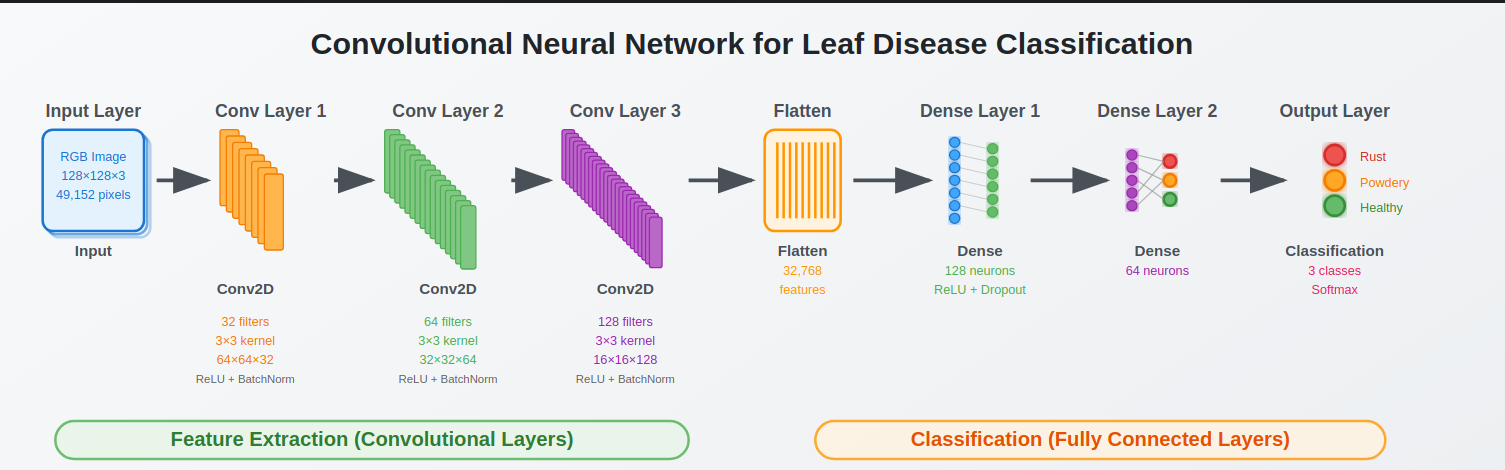 Convolutional Neural Network for Leaf Disease Classification
Input Layer
RGB Image
128×128×3
49,152 pixels
Input
Conv Layer 1
Conv2D
32 filters
3×3 kernel
64×64×32
ReLU + BatchNorm
Conv Layer 2
Conv2D
64 filters
3×3 kernel
32×32×64
ReLU + BatchNorm
Conv Layer 3
Conv2D
128 filters
3×3 kernel
16×16×128
ReLU + BatchNorm
Flatten
Flatten
32,768
features
Dense Layer 1
Dense
128 neurons
ReLU + Dropout
Dense Layer 2
Dense
64 neurons
Output Layer
Rust
Powdery
Healthy
Classification
3 classes
Softmax
Feature Extraction (Convolutional Layers)
Classification (Fully Connected Layers)